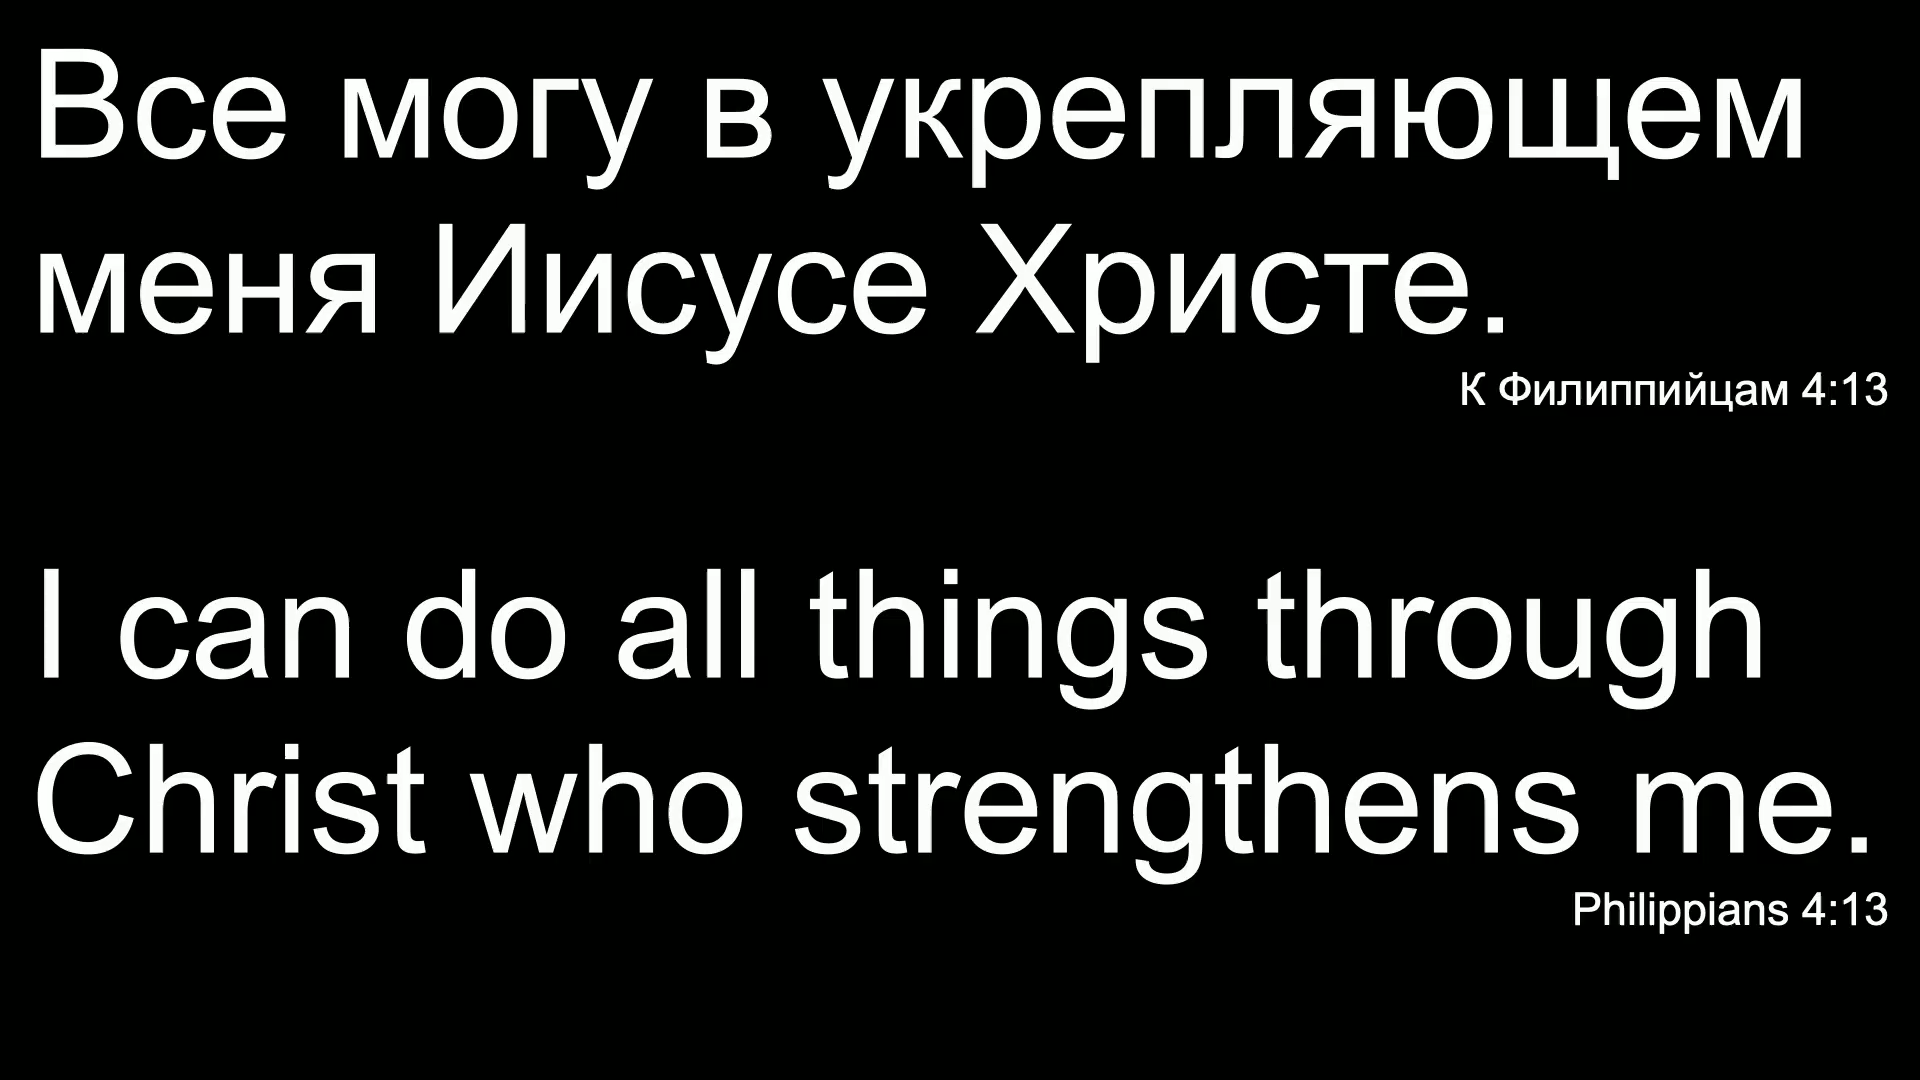 Все могу в укрепляющем
меня Иисусе Христе.
К Филиппийцам 4:13
I can do all things through
Christ who strengthens me.
Philippians 4:13